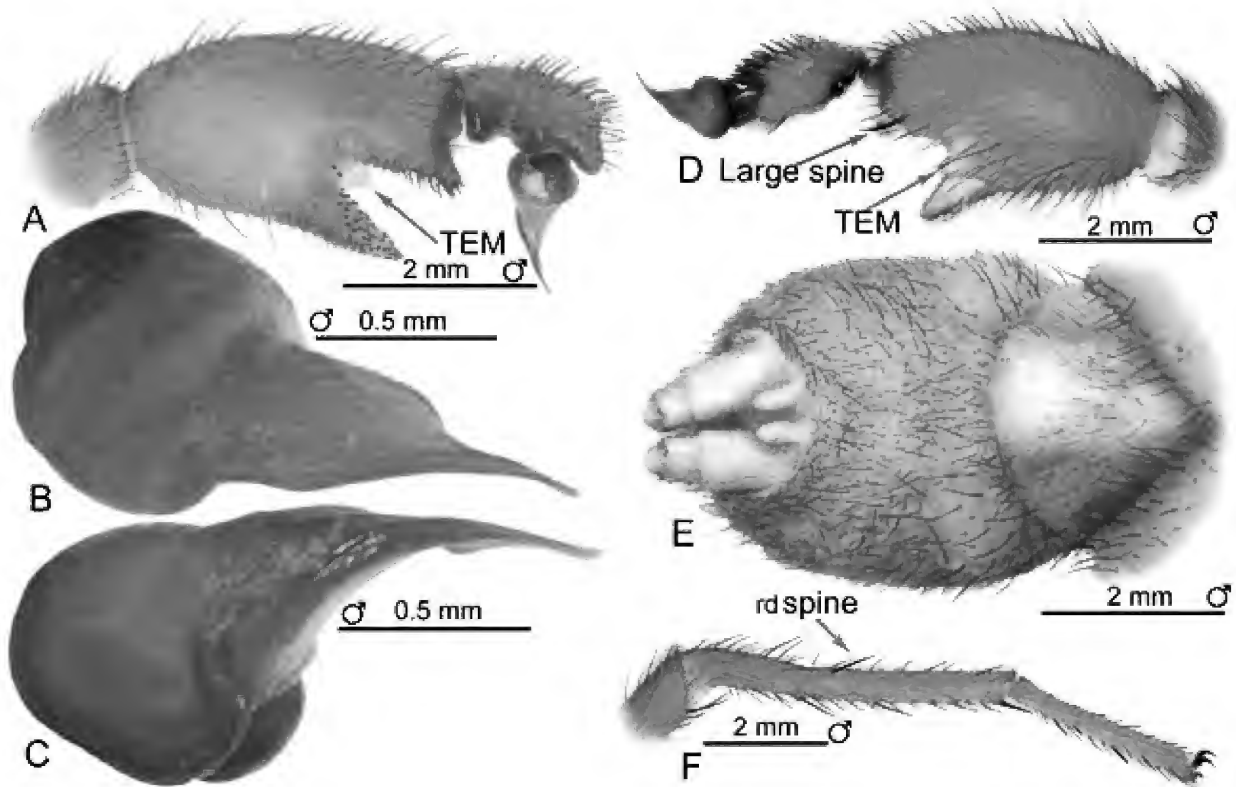 A
TEM
2 mm ♂
B
♂ 0.5 mm
C
♂ 0.5 mm
D Large spine
TEM
2 mm ♂
E
2 mm ♂
rd spine
2 mm ♂
F